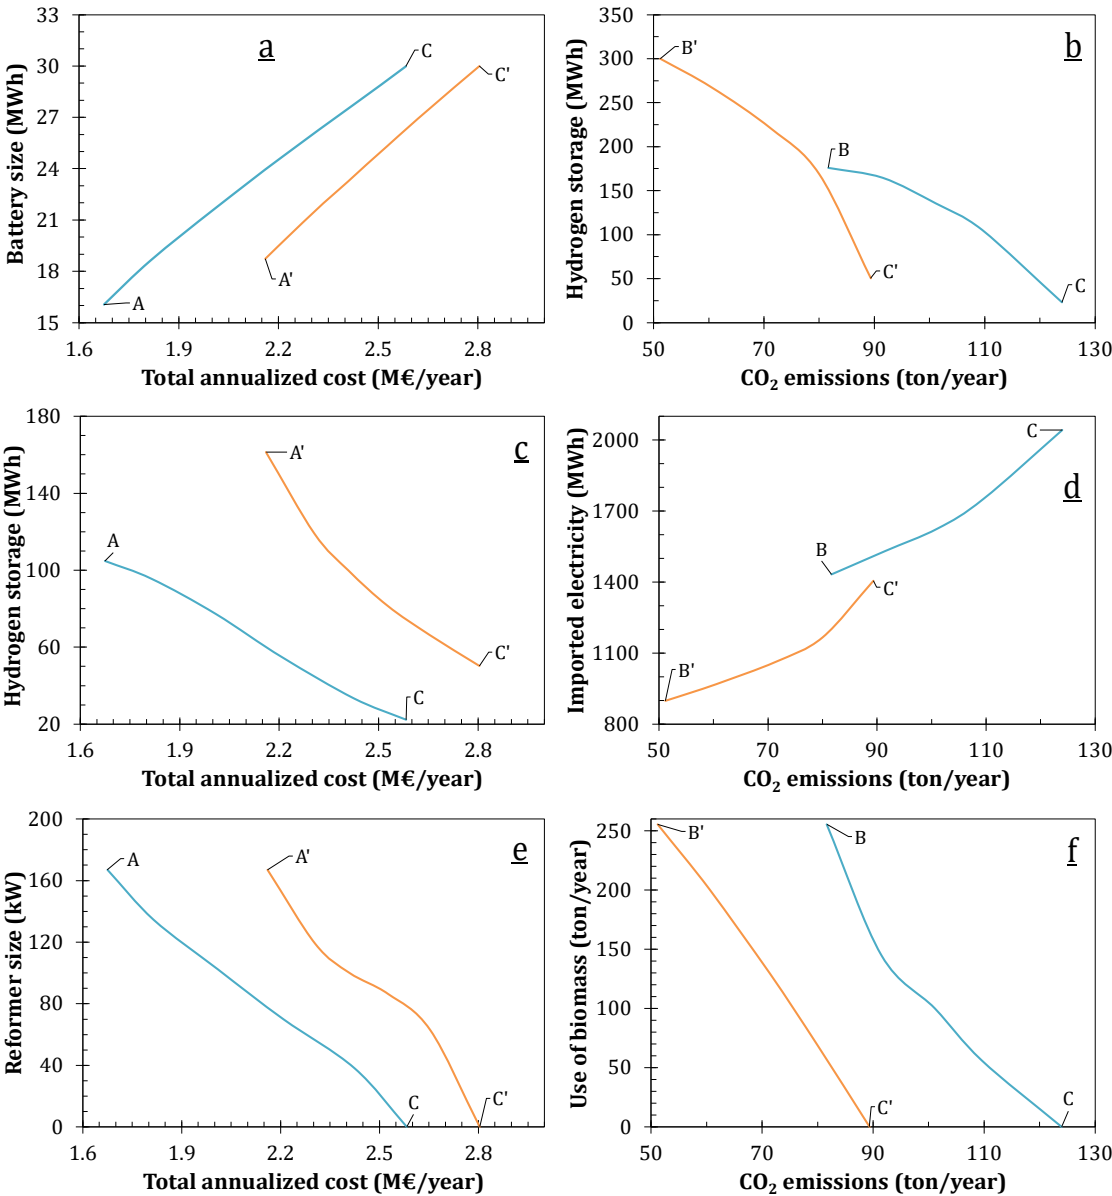 a
Battery size (MWh)
33
30
27
24
21
18
15
A
C
A'
C'
1.6
1.9
2.2
2.5
2.8
Total annualized cost (M€/year)
b
Hydrogen storage (MWh)
350
300
250
200
150
100
50
0
B'
B
C'
C
50
70
90
110
130
CO2 emissions (ton/year)
c
Hydrogen storage (MWh)
180
140
100
60
20
A'
A
C'
C
1.6
1.9
2.2
2.5
2.8
Total annualized cost (M€/year)
d
Imported electricity (MWh)
2000
1700
1400
1100
800
C
B
C'
B'
50
70
90
110
130
CO2 emissions (ton/year)
e
Reformer size (kW)
200
160
120
80
40
0
A
A'
C
C'
1.6
1.9
2.2
2.5
2.8
Total annualized cost (M€/year)
f
Use of biomass (ton/year)
250
200
150
100
50
0
B'
B
C'
C
50
70
90
110
130
CO2 emissions (ton/year)